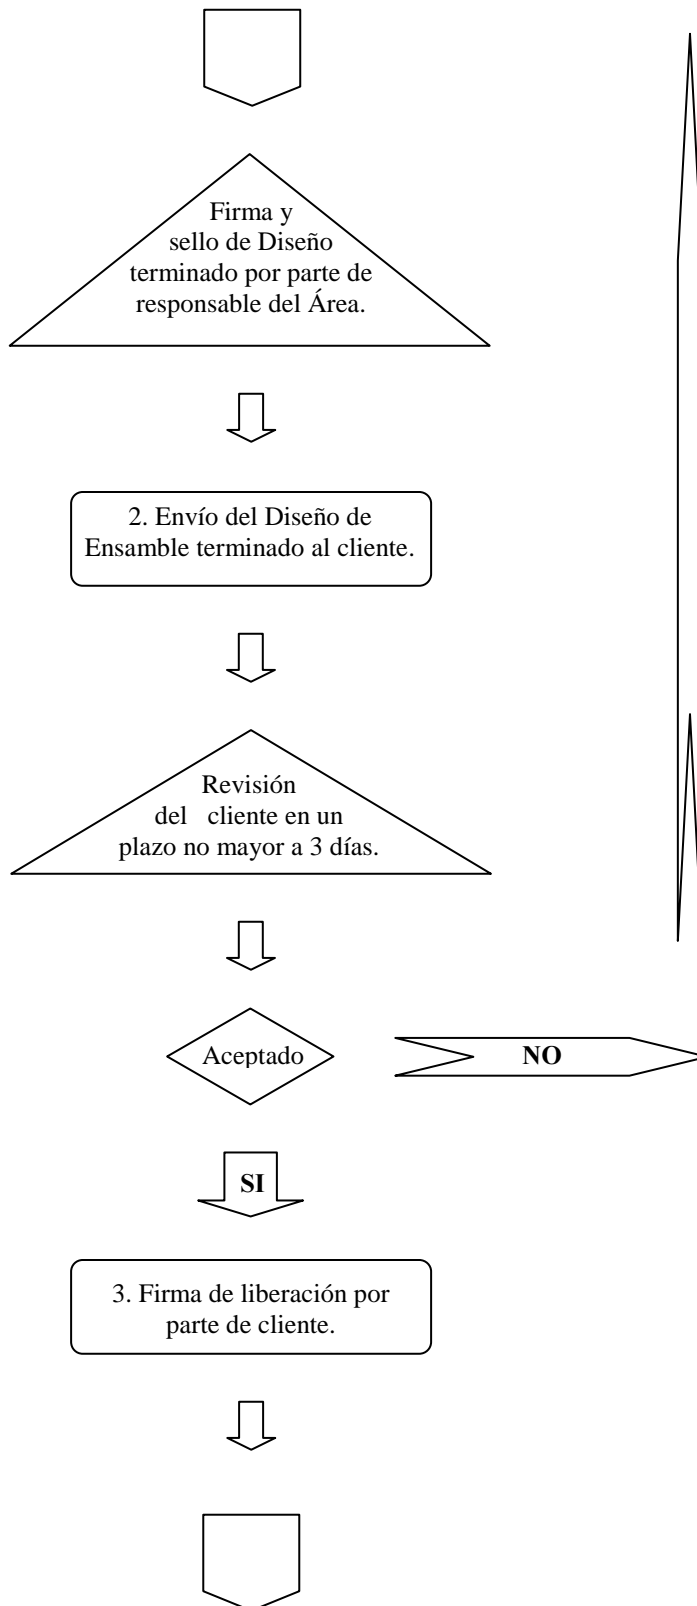 Firma y
sello de Diseño
terminado por parte de
responsable del Área.
2. Envío del Diseño de
Ensamble terminado al cliente.
Revisión
del cliente en un
plazo no mayor a 3 días.
Aceptado
NO
SI
3. Firma de liberación por
parte de cliente.